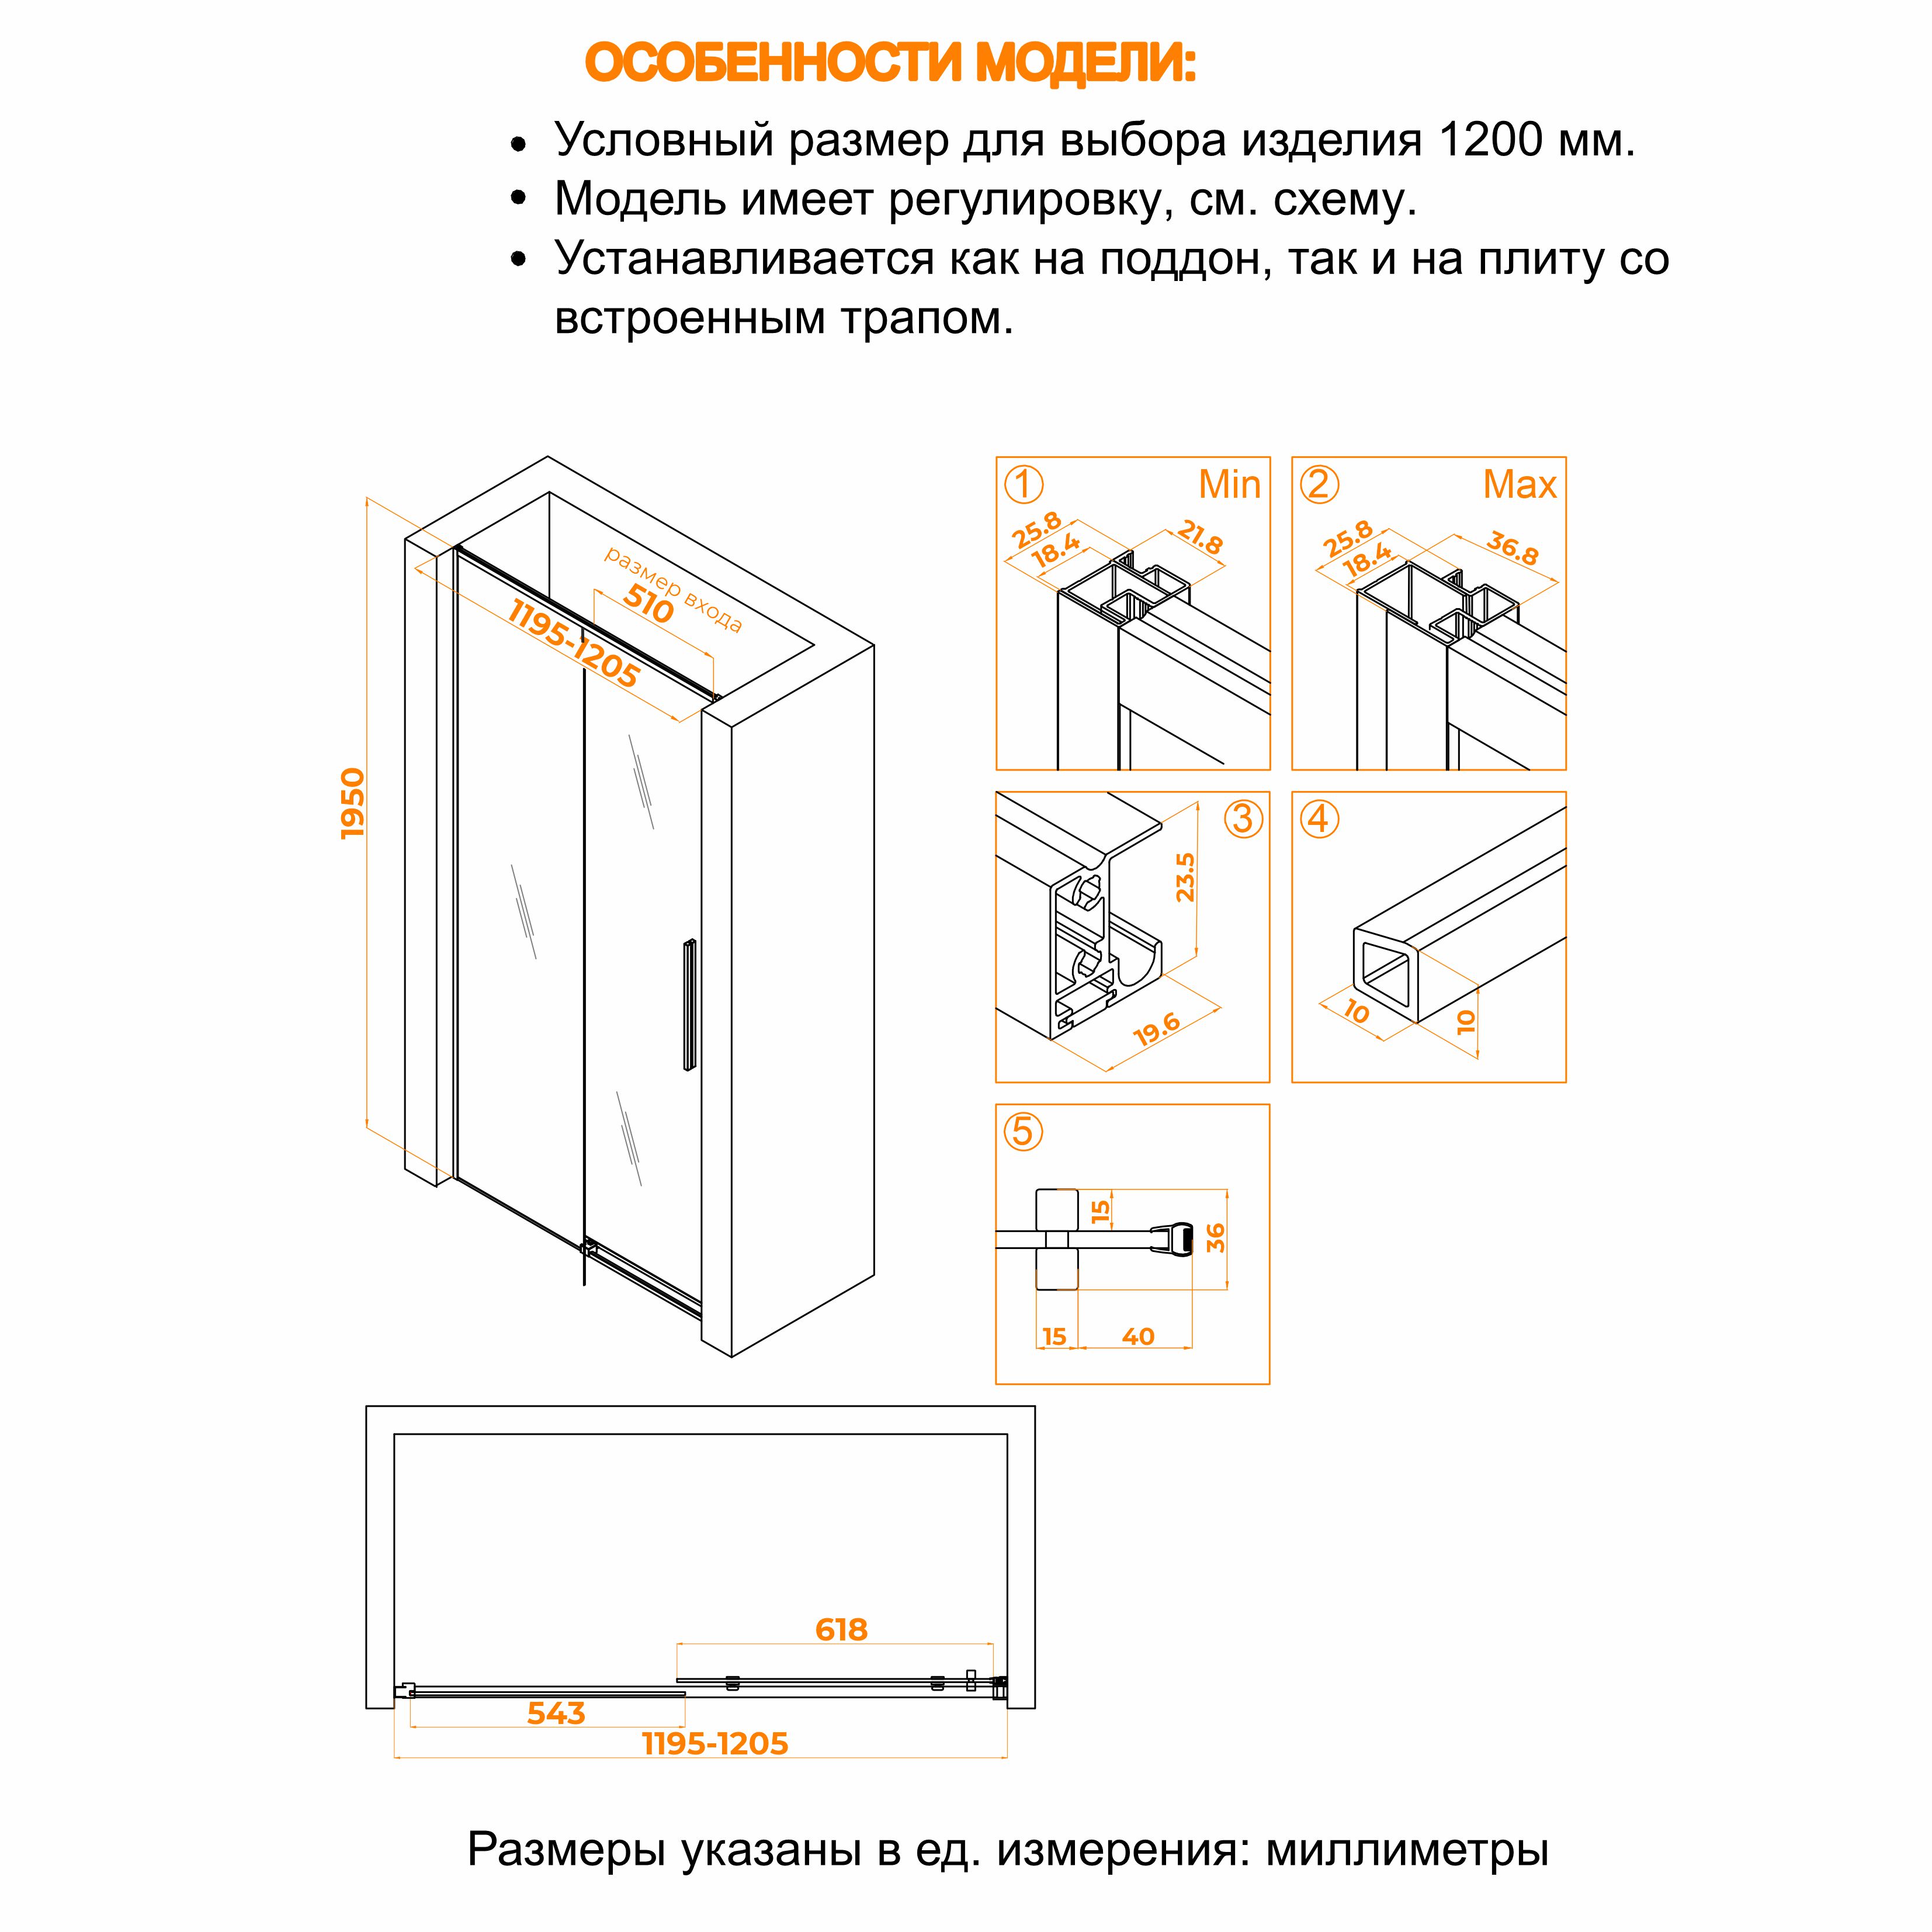 ОСОБЕННОСТИ МОДЕЛИ:
• Условный размер для выбора изделия 1200 мм.
• Модель имеет регулировку, см. схему.
• Устанавливается как на поддон, так и на плиту со
встроенным трапом.
размер входа
510
1195-1205
1950
1 Min
25.8
18.4
21.8
2 Max
25.8
18.4
36.8
3
23.5
19.6
4
10
10
5
15
36
15
40
618
543
1195-1205
Размеры указаны в ед. измерения: миллиметры